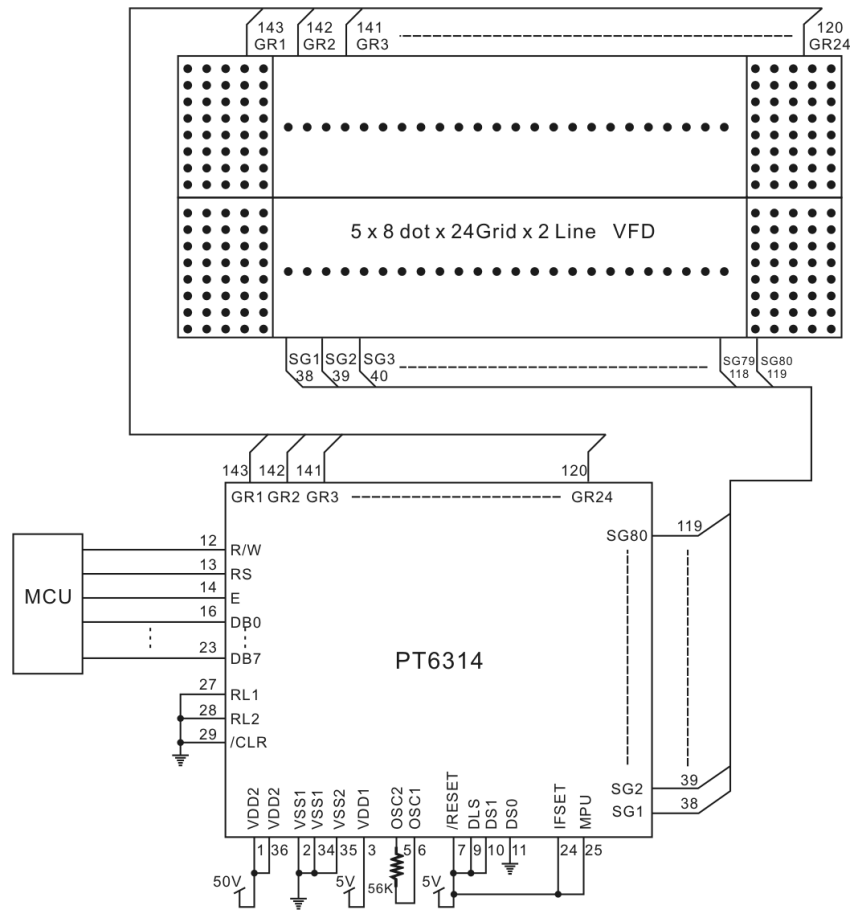 143 142 141 120
GR1 GR2 GR3 GR24
5 x 8 dot x 24Grid x 2 Line VFD
SG1 SG2 SG3 SG79 SG80
38 39 40 118 119
143 142 141 120
GR1 GR2 GR3 GR24
119
SG80
MCU
12 R/W
13 RS
14 E
16 DB0
23 DB7
PT6314
27 RL1
28 RL2
29 /CLR
39
SG2
38
SG1
VDD2 VDD2 VSS1 VSS1 VSS2 VDD1 OSC2 OSC1 /RESET DLS DS1 DS0 IFSET MPU
1 36 2 34 35 3 5 6 7 9 10 11 24 25
50V 5V 56K 5V